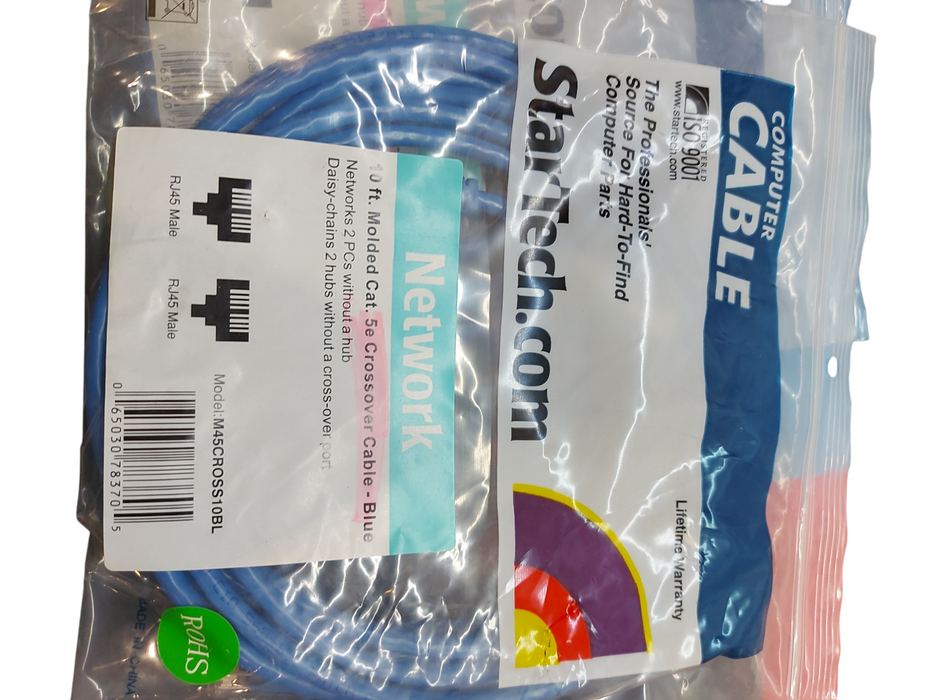 COMPUTER
CABLE
REGISTERED
ISO 9001
www.startech.com
The Professionals'
Source For Hard-To-Find
Computer Parts
StarTech.com
Lifetime Warranty
Network
10 ft. Molded Cat. 5e Crossover Cable - Blue
Networks 2 PCs without a hub
Daisy-chains 2 hubs without a cross-over port
RJ45 Male
RJ45 Male
Model:M45CROSS10BL
0 65030 78370 5
ROHS
MADE IN CHINA